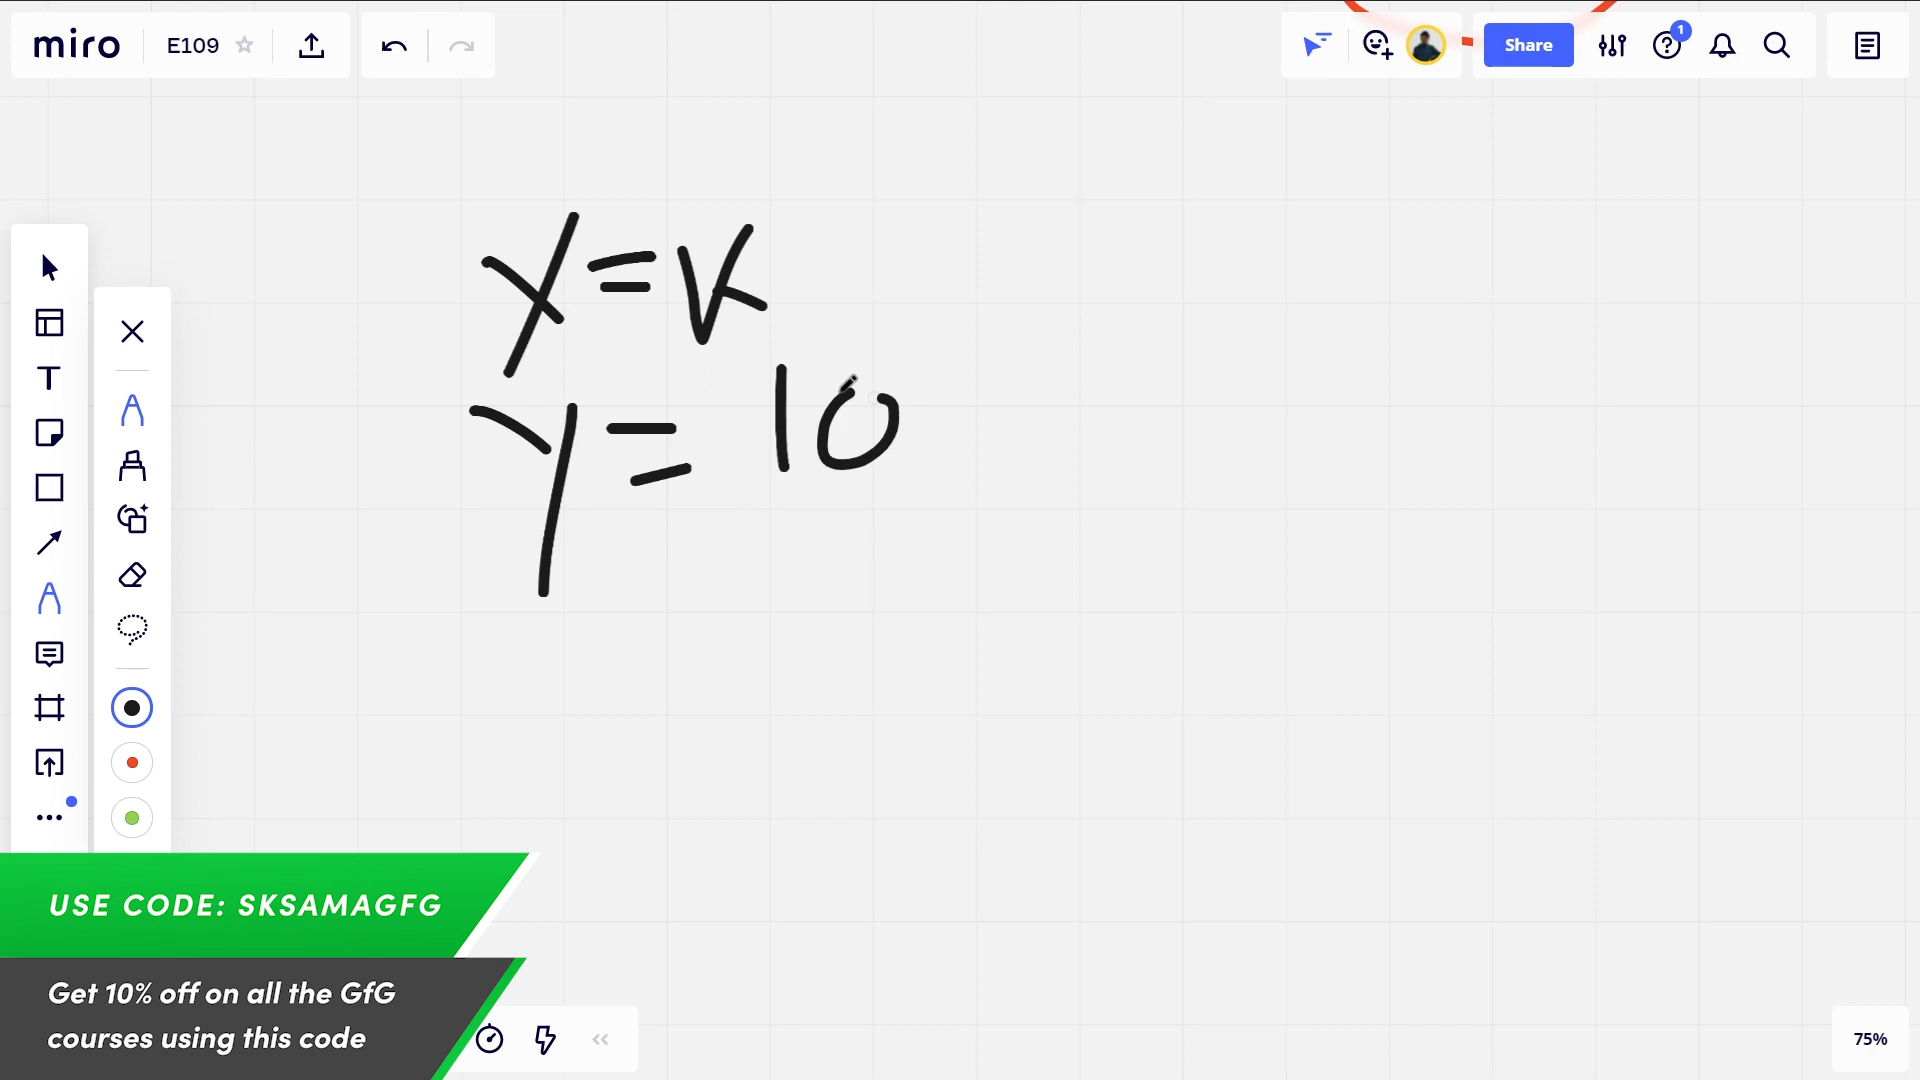 miro E109 Share 1
X=K
Y= 10
T
USE CODE: SKSAMAGFG
Get 10% off on all the GfG
courses using this code
75%